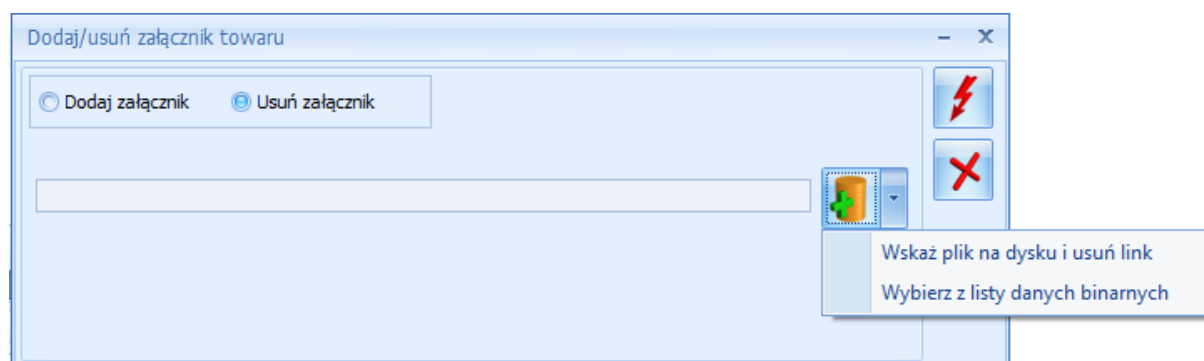 Dodaj/usuń załącznik towaru
Dodaj załącznik Usuń załącznik
Wskaż plik na dysku i usuń link
Wybierz z listy danych binarnych